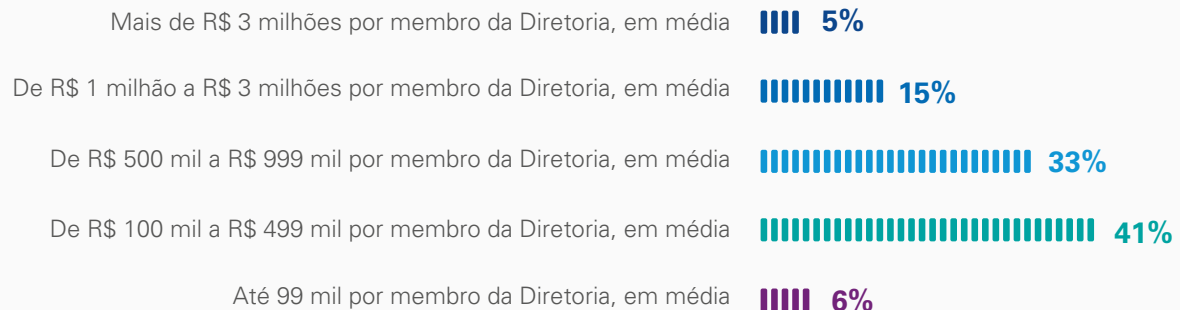 Mais de R$ 3 milhões por membro da Diretoria, em média 5%
De R$ 1 milhão a R$ 3 milhões por membro da Diretoria, em média 15%
De R$ 500 mil a R$ 999 mil por membro da Diretoria, em média 33%
De R$ 100 mil a R$ 499 mil por membro da Diretoria, em média 41%
Até 99 mil por membro da Diretoria, em média 6%